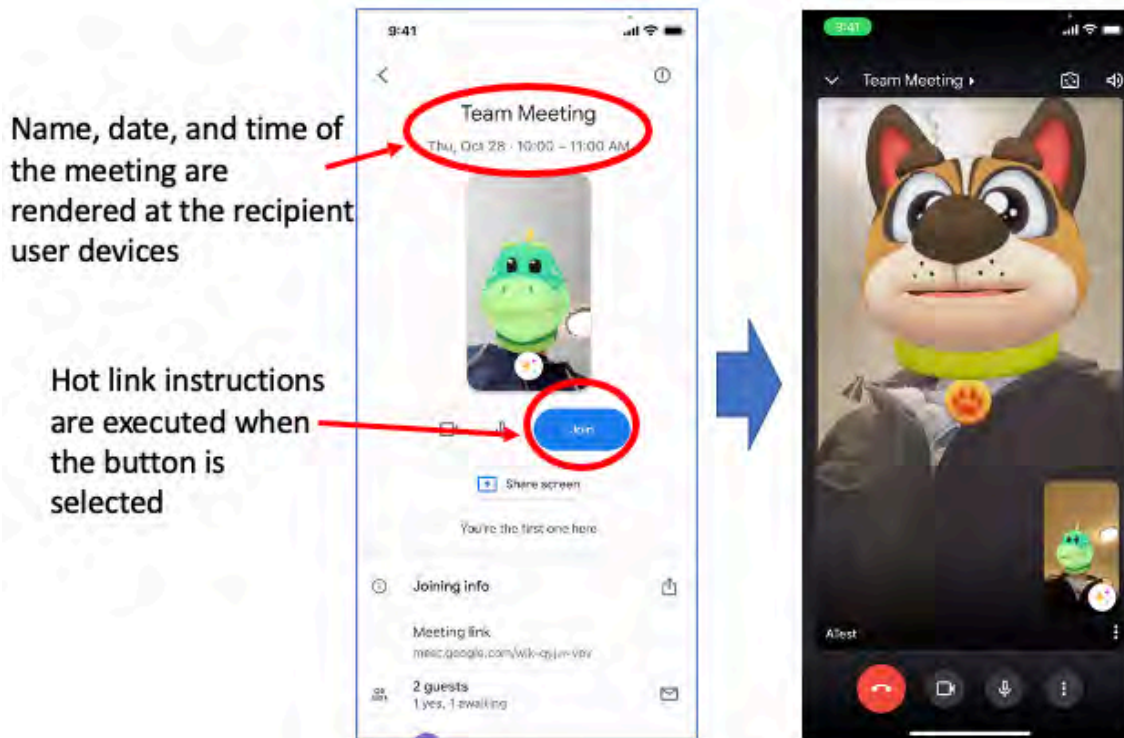 Name, date, and time of
the meeting are
rendered at the recipient
user devices
Hot link instructions
are executed when
the button is
selected
9:41
Team Meeting
Thu, Oct 28 · 10:00 – 11:00 AM
Join
Share screen
You're the first one here
Joining info
Meeting link
2 guests
1 yes, 1 awaiting
9:41
Team Meeting
ATest